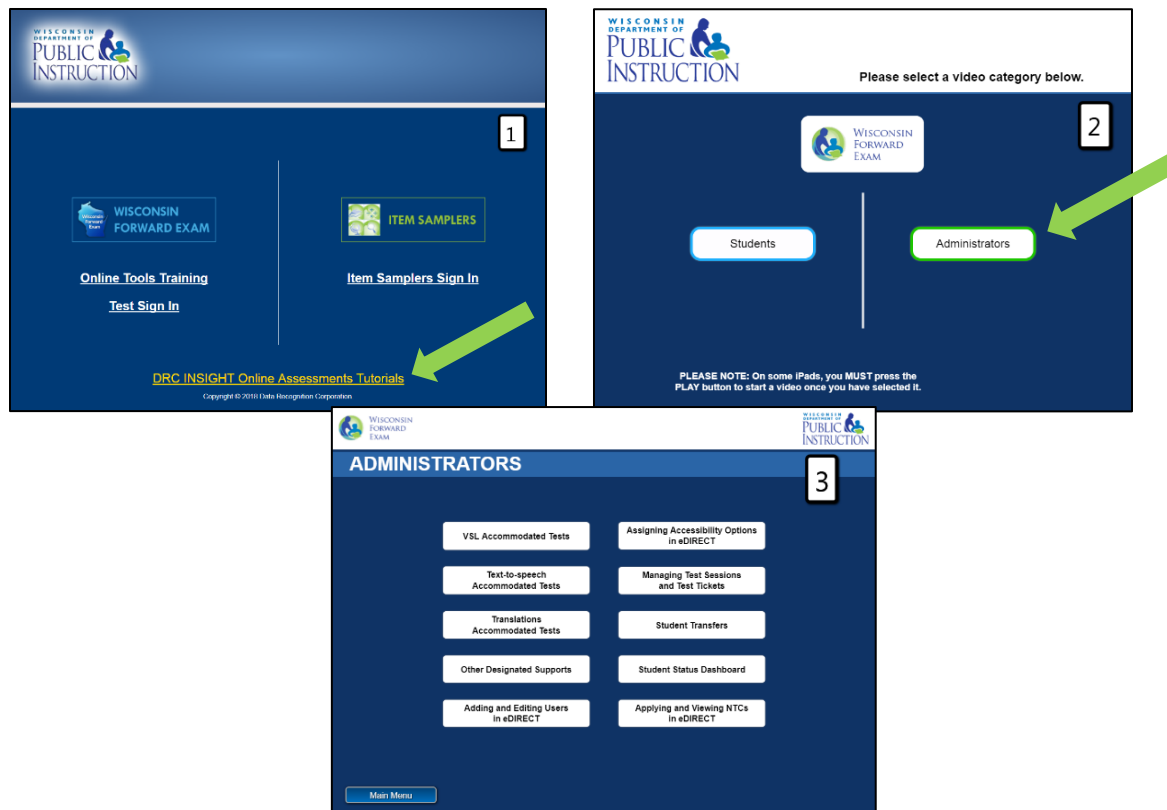 WISCONSIN
DEPARTMENT OF
PUBLIC
INSTRUCTION
1
WISCONSIN
FORWARD EXAM
Wisconsin
Forward
Exam
Online Tools Training
Test Sign In
ITEM SAMPLERS
Item Samplers Sign In
DRC INSIGHT Online Assessments Tutorials
Copyright © 2018 Data Recognition Corporation
WISCONSIN
DEPARTMENT OF
PUBLIC
INSTRUCTION
Please select a video category below.
2
WISCONSIN
FORWARD
EXAM
Students
Administrators
PLEASE NOTE: On some iPads, you MUST press the
PLAY button to start a video once you have selected it.
WISCONSIN
FORWARD
EXAM
WISCONSIN
DEPARTMENT OF
PUBLIC
INSTRUCTION
ADMINISTRATORS
3
VSL Accommodated Tests
Assigning Accessibility Options
in eDIRECT
Text-to-speech
Accommodated Tests
Managing Test Sessions
and Test Tickets
Translations
Accommodated Tests
Student Transfers
Other Designated Supports
Student Status Dashboard
Adding and Editing Users
in eDIRECT
Applying and Viewing NTCs
in eDIRECT
Main Menu